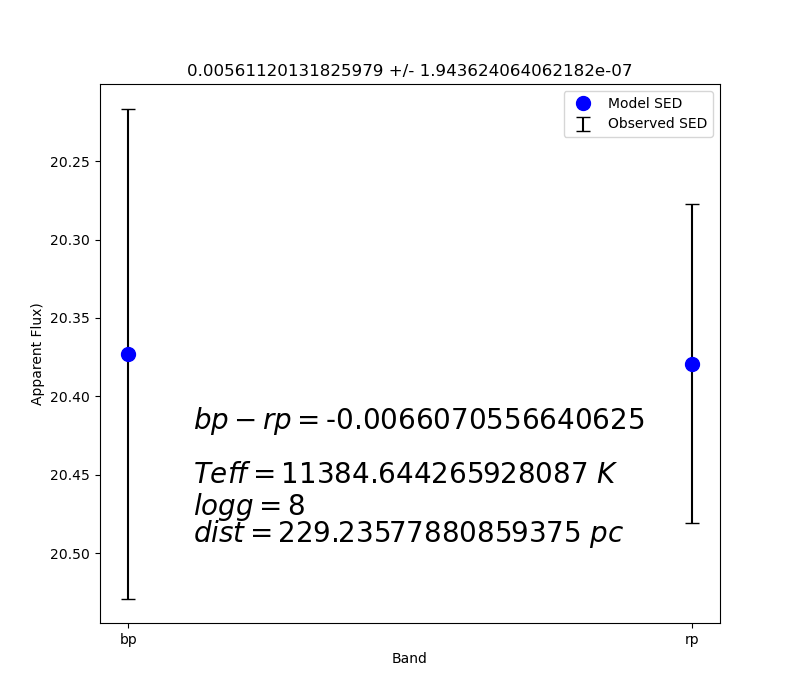 0.00561120131825979 +/- 1.943624064062182e-07
Model SED
Observed SED
20.25
20.30
20.35
20.40
20.45
20.50
Apparent Flux)
bp − rp = -0.0066070556640625
Teff = 11384.644265928087 K
logg = 8
dist = 229.23577880859375 pc
bp
rp
Band